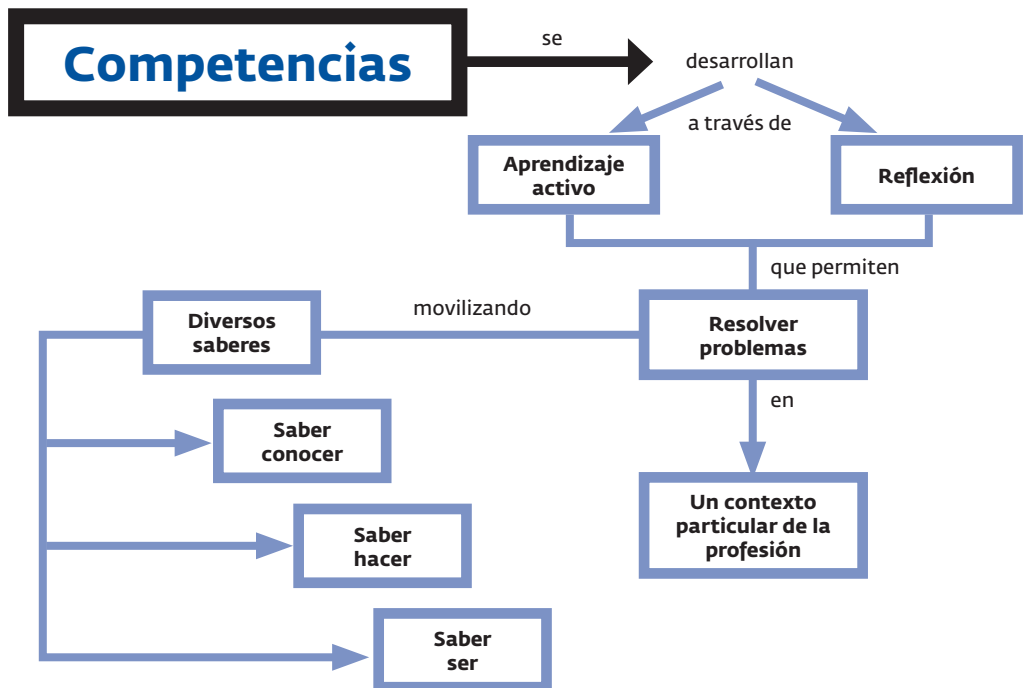 Competencias
se
desarrollan
a través de
Aprendizaje
activo
Reflexión
que permiten
Diversos
saberes
movilizando
Resolver
problemas
en
Saber
conocer
Un contexto
particular de la
profesión
Saber
hacer
Saber
ser